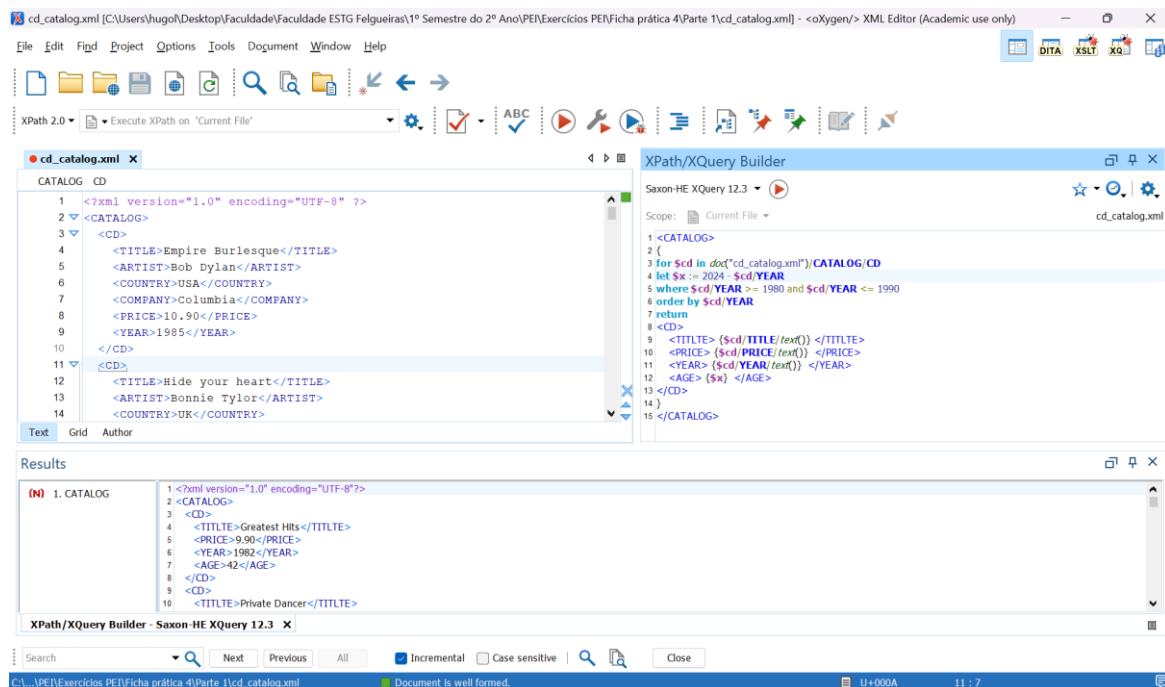 cd_catalog.xml [C:\Users\hugol\Desktop\Faculdade\Faculdade ESTG Felgueiras\1º Semestre do 2º Ano\PEI\Exercícios PEI\Ficha prática 4\Parte 1\cd_catalog.xml] - <oXygen/> XML Editor (Academic use only)
File Edit Find Project Options Tools Document Window Help
DITA XSLT XQ
XPath 2.0 Execute XPath on 'Current File'
ABC
cd_catalog.xml
CATALOG CD
1 <?xml version="1.0" encoding="UTF-8" ?>
2 <CATALOG>
3 <CD>
4 <TITLE>Empire Burlesque</TITLE>
5 <ARTIST>Bob Dylan</ARTIST>
6 <COUNTRY>USA</COUNTRY>
7 <COMPANY>Columbia</COMPANY>
8 <PRICE>10.90</PRICE>
9 <YEAR>1985</YEAR>
10 </CD>
11 <CD>
12 <TITLE>Hide your heart</TITLE>
13 <ARTIST>Bonnie Tylor</ARTIST>
14 <COUNTRY>UK</COUNTRY>
Text Grid Author
XPath/XQuery Builder
Saxon-HE XQuery 12.3
Scope: Current File cd_catalog.xml
1 <CATALOG>
2 {
3 for $cd in doc("cd_catalog.xml")/CATALOG/CD
4 let $x := 2024 - $cd/YEAR
5 where $cd/YEAR >= 1980 and $cd/YEAR <= 1990
6 order by $cd/YEAR
7 return
8 <CD>
9 <TITLTE> {$cd/TITLE/text()} </TITLTE>
10 <PRICE> {$cd/PRICE/text()} </PRICE>
11 <YEAR> {$cd/YEAR/text()} </YEAR>
12 <AGE> {$x} </AGE>
13 </CD>
14 }
15 </CATALOG>
Results
(N) 1. CATALOG
1 <?xml version="1.0" encoding="UTF-8"?>
2 <CATALOG>
3 <CD>
4 <TITLTE>Greatest Hits</TITLTE>
5 <PRICE>9.90</PRICE>
6 <YEAR>1982</YEAR>
7 <AGE>42</AGE>
8 </CD>
9 <CD>
10 <TITLTE>Private Dancer</TITLTE>
XPath/XQuery Builder - Saxon-HE XQuery 12.3
Search Next Previous All Incremental Case sensitive Close
C:\...\PEI\Exercícios PEI\Ficha prática 4\Parte 1\cd_catalog.xml Document is well formed. U+000A 11 : 7